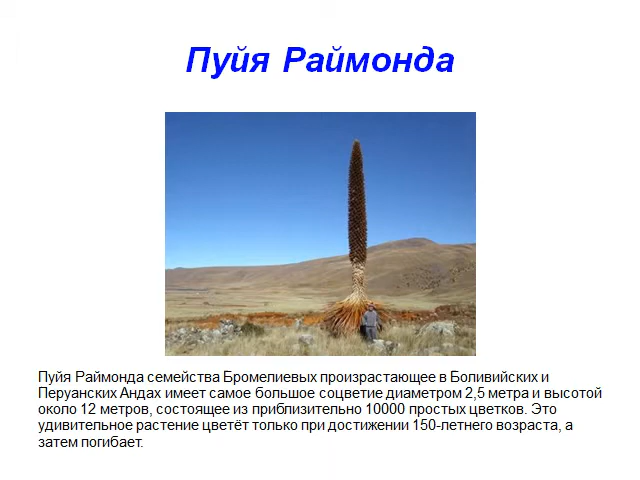 Пуйя Раймонда
Пуйя Раймонда семейства Бромелиевых произрастающее в Боливийских и
Перуанских Андах имеет самое большое соцветие диаметром 2,5 метра и высотой
около 12 метров, состоящее из приблизительно 10000 простых цветков. Это
удивительное растение цветёт только при достижении 150-летнего возраста, а
затем погибает.